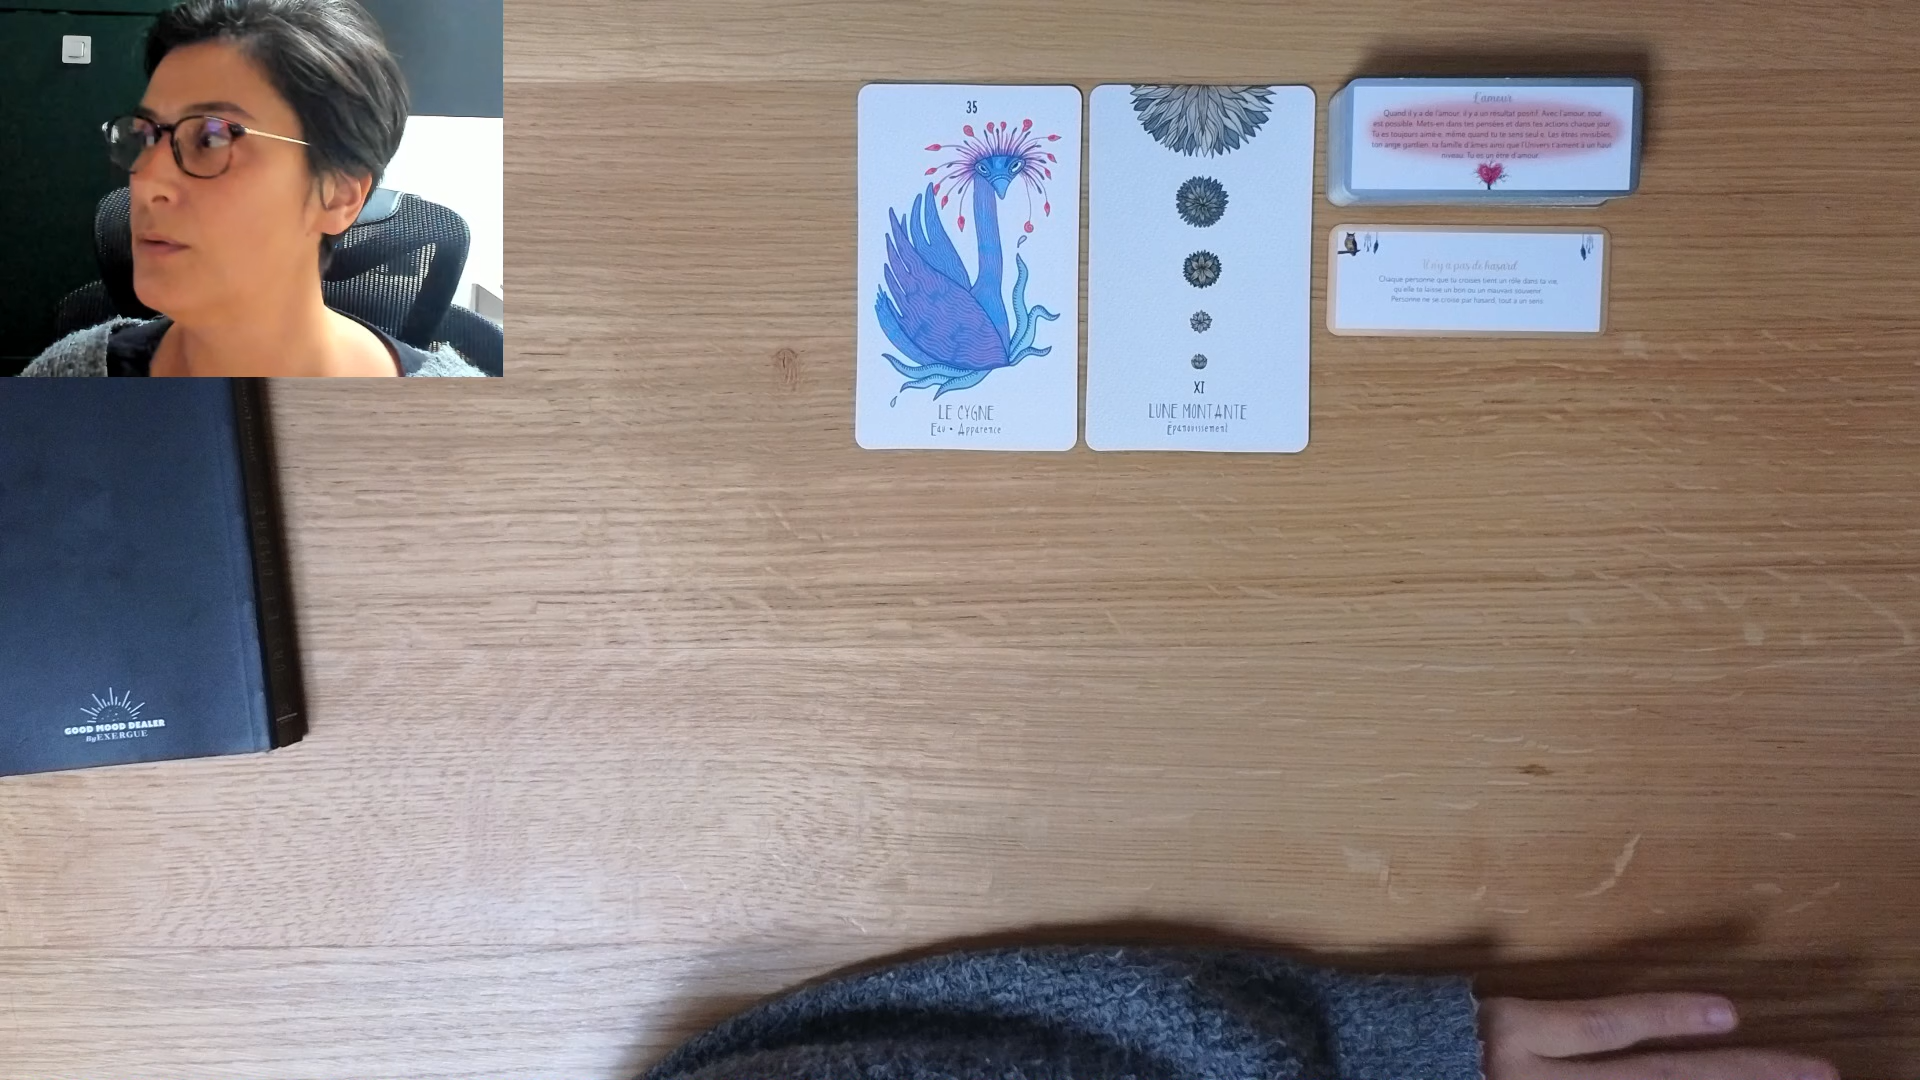 35
LE CYGNE
Eau • Apparence
XI
LUNE MONTANTE
Épanouissement
L'amour
Quand il y a de l'amour, il y a un résultat positif. Avec l'amour, tout
est possible. Mets-en dans tes pensées et dans tes actions chaque jour.
Tu es toujours aimé·e, même quand tu te sens seul·e. Les êtres invisibles,
ton ange gardien, ta famille d'âmes ainsi que l'Univers t'aiment à un haut
niveau. Tu es un être d'amour.
Il n'y a pas de hasard
Chaque personne que tu croises tient un rôle dans ta vie,
qu'elle te laisse un bon ou un mauvais souvenir.
Personne ne se croise par hasard, tout a un sens.
GOOD MOOD DEALER
By EXERGUE